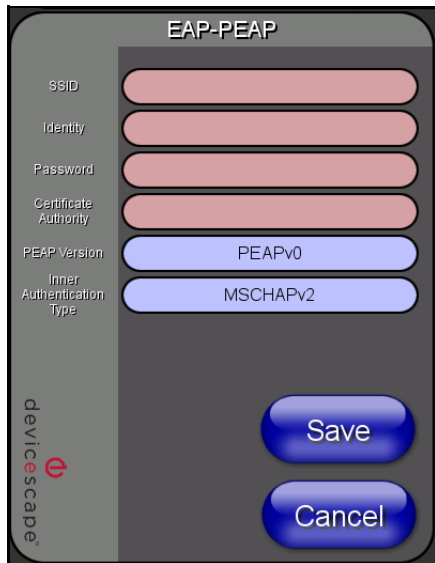 EAP-PEAP
SSID
Identity
Password
Certificate
Authority
PEAP Version
PEAPv0
Inner
Authentication
Type
MSCHAPv2
Save
Cancel
devicescape